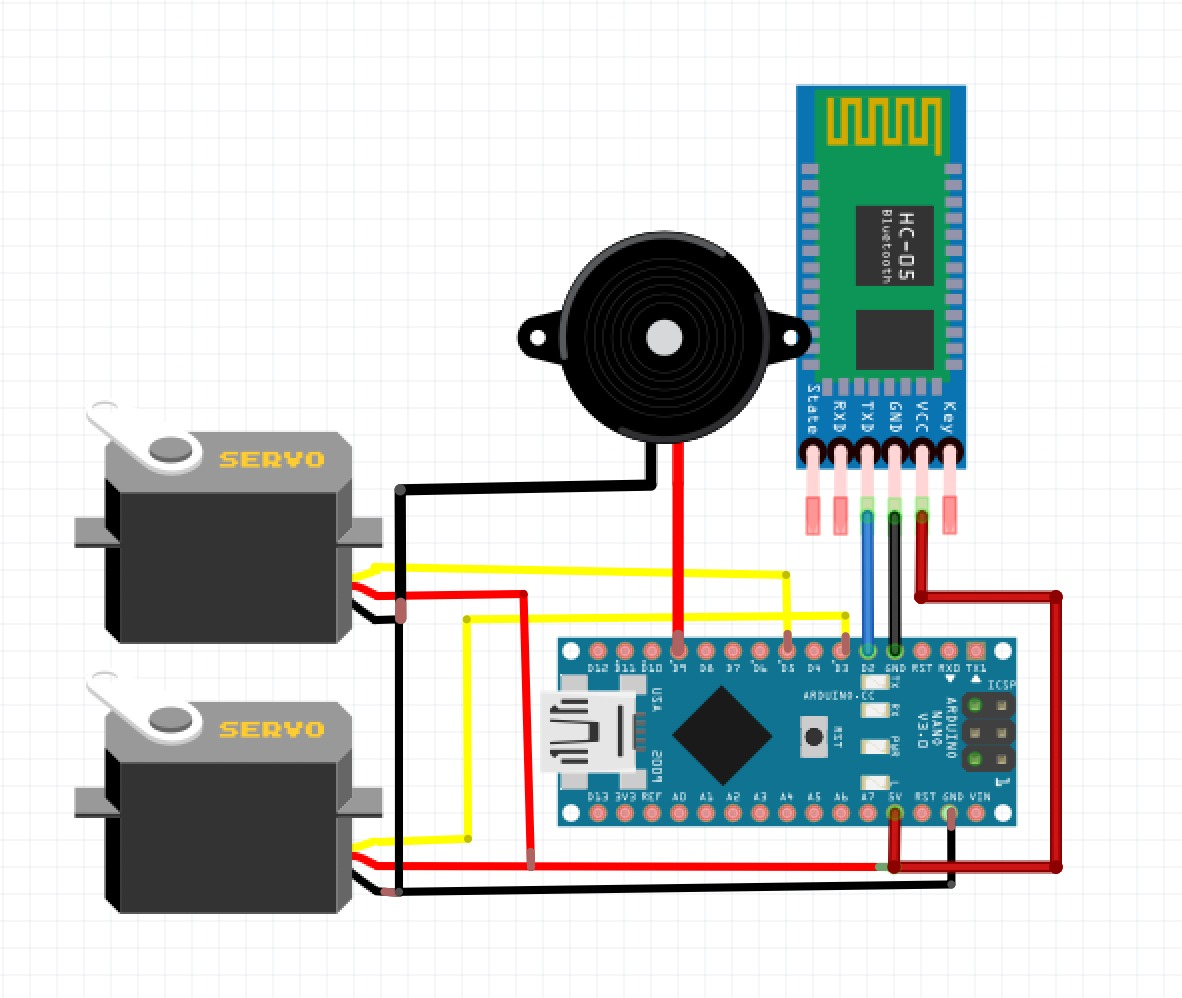 HC-05
Bluetooth
State
RXD
TXD
GND
VCC
Key
SERVO
SERVO
D12 D11 D10 D9 D8 D7 D6 D5 D4 D3 D2 GND RST RXD TX1
USA
2009
ARDUINO.CC
RST
TX
RX
PWR
L
ARDUINO
NANO
V3.0
ICSP
1
D13 3V3 REF A0 A1 A2 A3 A4 A5 A6 A7 5V RST GND VIN